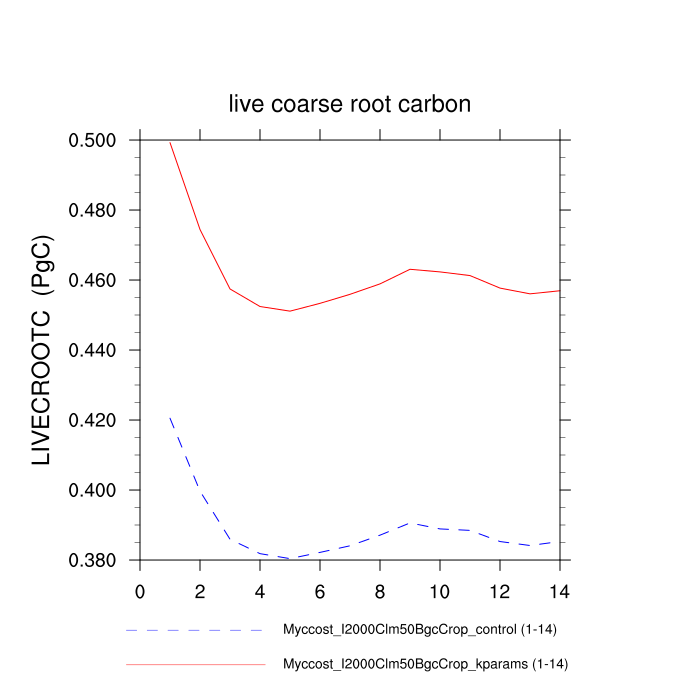 live coarse root carbon
0.500
0.480
0.460
0.440
0.420
0.400
0.380
LIVECROOTC (PgC)
0 2 4 6 8 10 12 14
Myccost_I2000Clm50BgcCrop_control (1-14)
Myccost_I2000Clm50BgcCrop_kparams (1-14)